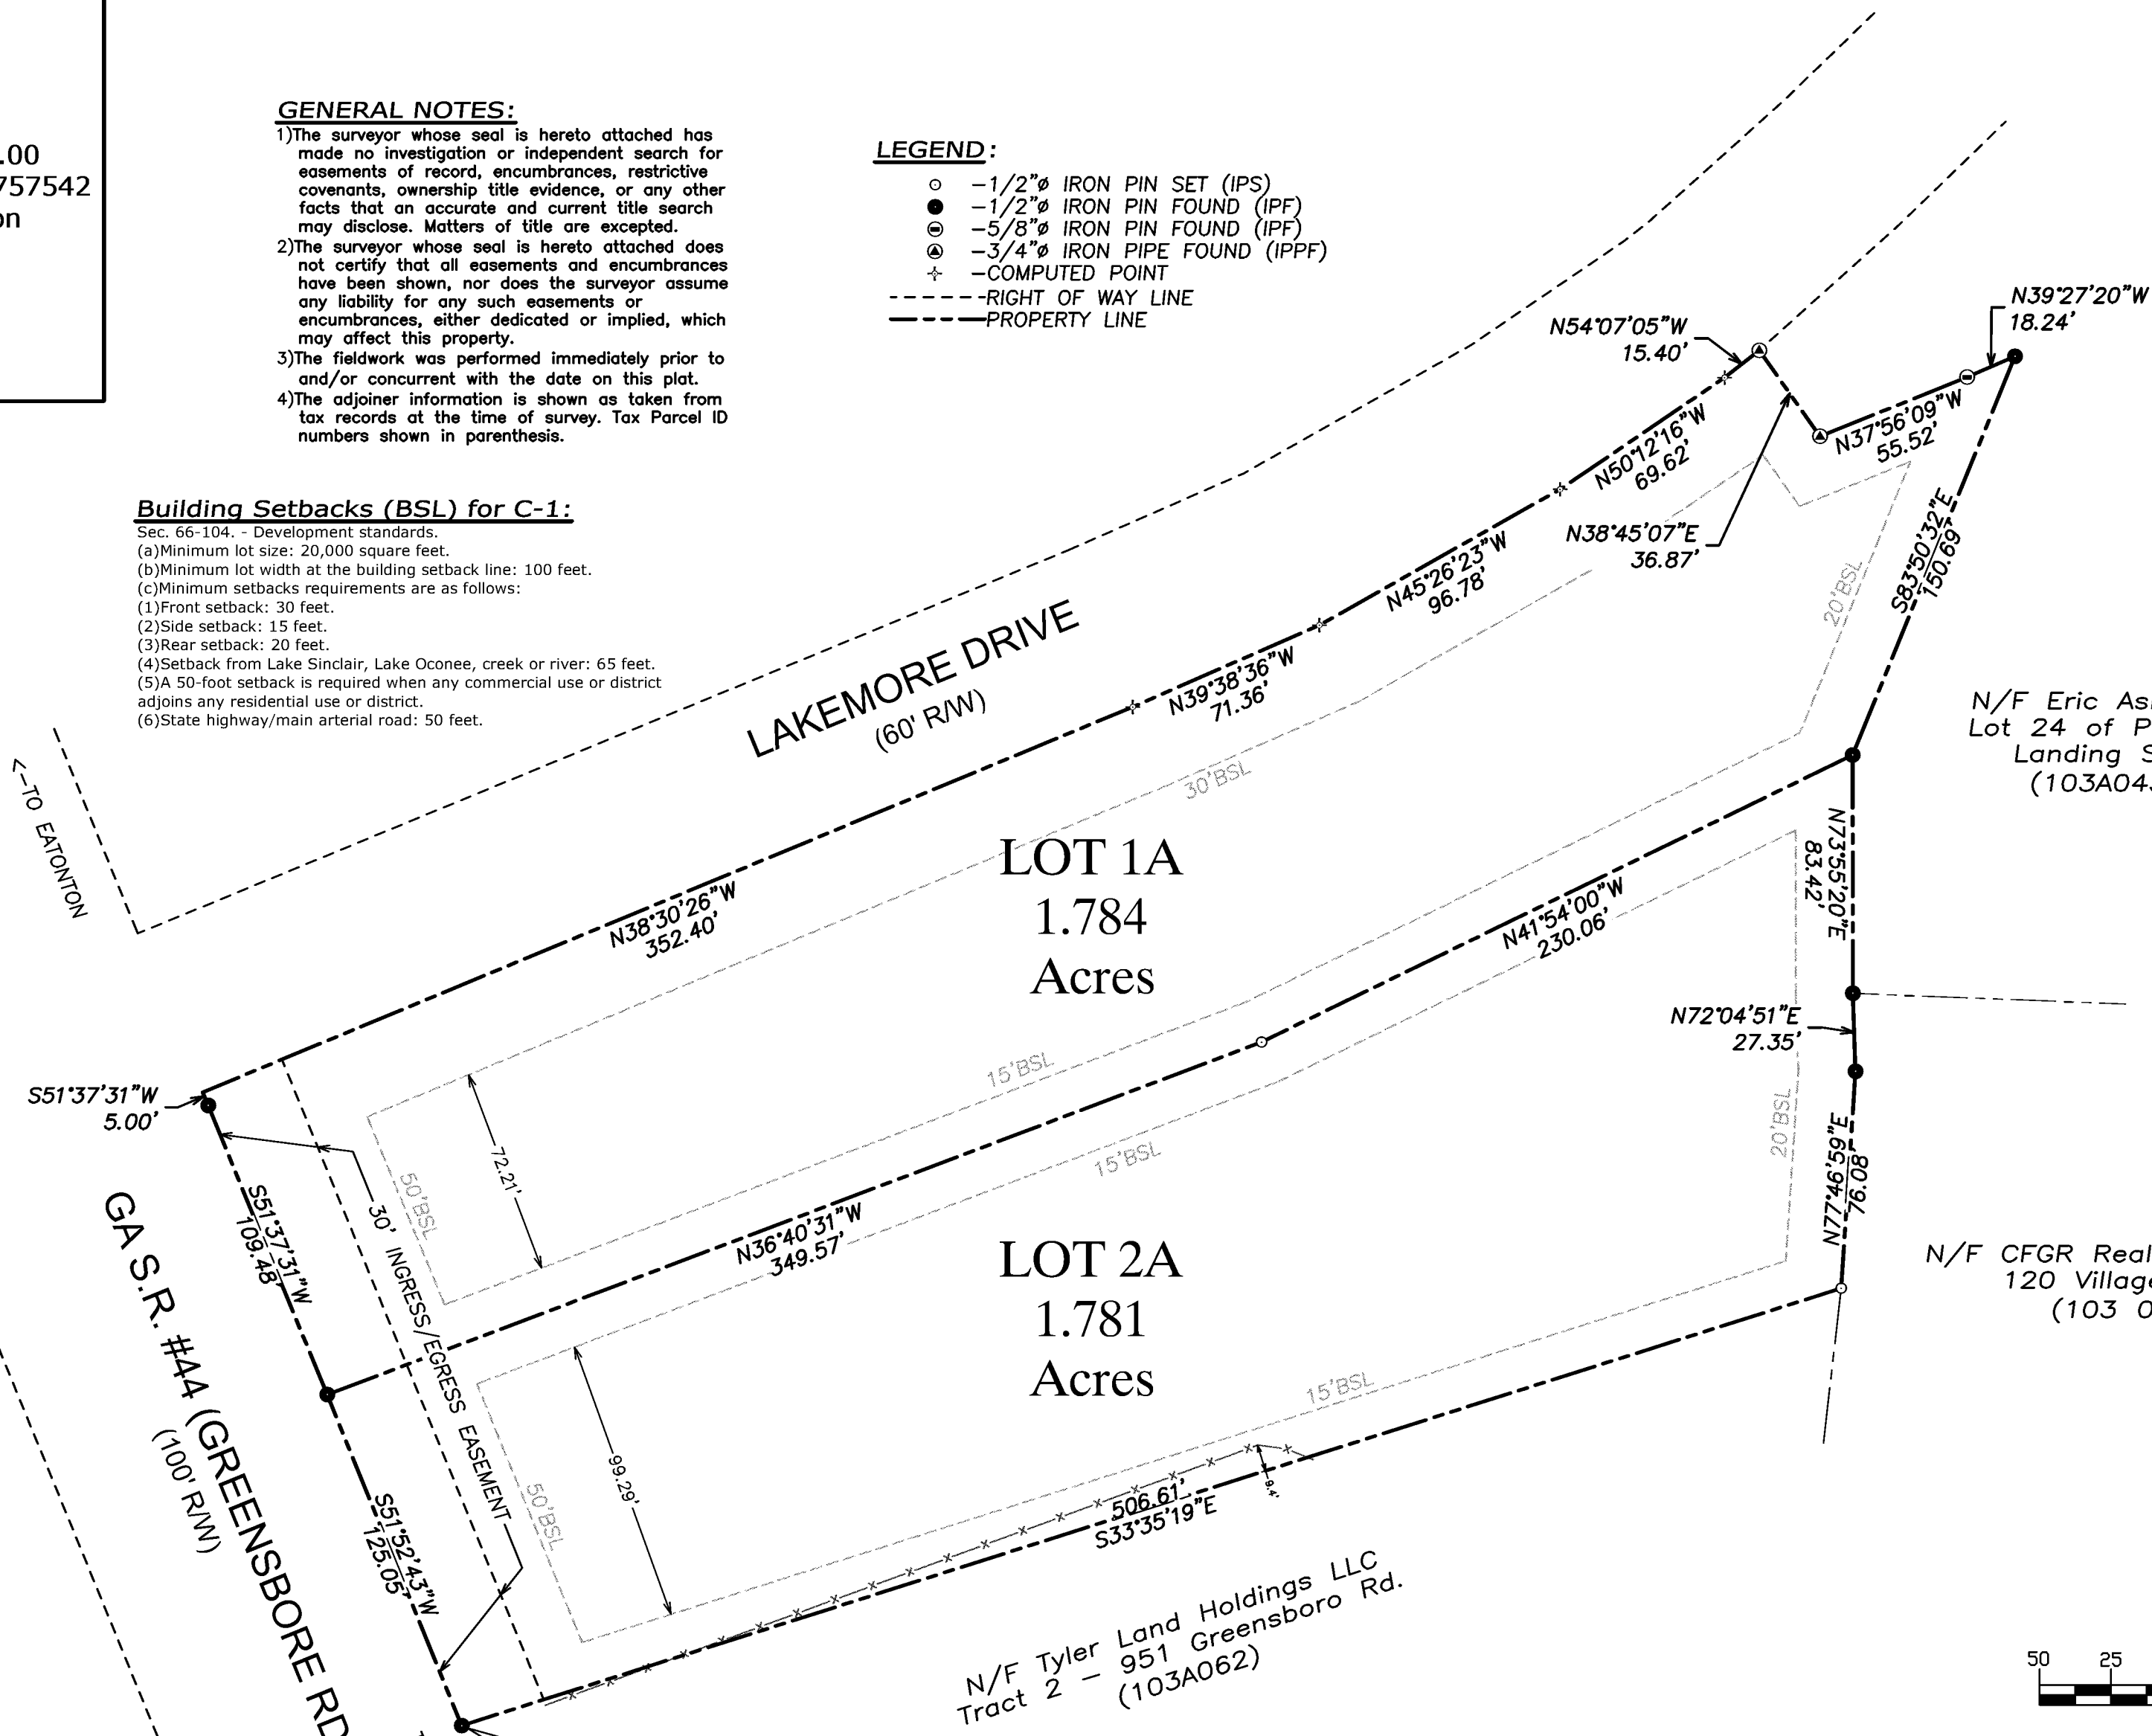 .00
757542
on
GENERAL NOTES:
1)The surveyor whose seal is hereto attached has
made no investigation or independent search for
easements of record, encumbrances, restrictive
covenants, ownership title evidence, or any other
facts that an accurate and current title search
may disclose. Matters of title are excepted.
2)The surveyor whose seal is hereto attached does
not certify that all easements and encumbrances
have been shown, nor does the surveyor assume
any liability for any such easements or
encumbrances, either dedicated or implied, which
may affect this property.
3)The fieldwork was performed immediately prior to
and/or concurrent with the date on this plat.
4)The adjoiner information is shown as taken from
tax records at the time of survey. Tax Parcel ID
numbers shown in parenthesis.
LEGEND:
-1/2"ø IRON PIN SET (IPS)
-1/2"ø IRON PIN FOUND (IPF)
-5/8"ø IRON PIN FOUND (IPF)
-3/4"ø IRON PIPE FOUND (IPPF)
-COMPUTED POINT
-RIGHT OF WAY LINE
-PROPERTY LINE
Building Setbacks (BSL) for C-1:
Sec. 66-104. - Development standards.
(a)Minimum lot size: 20,000 square feet.
(b)Minimum lot width at the building setback line: 100 feet.
(c)Minimum setbacks requirements are as follows:
(1)Front setback: 30 feet.
(2)Side setback: 15 feet.
(3)Rear setback: 20 feet.
(4)Setback from Lake Sinclair, Lake Oconee, creek or river: 65 feet.
(5)A 50-foot setback is required when any commercial use or district
adjoins any residential use or district.
(6)State highway/main arterial road: 50 feet.
N54°07'05"W
15.40'
N39°27'20"W
18.24'
N37°56'09"W
55.52'
N50°12'16"W
69.62'
N38°45'07"E
36.87'
N45°26'23"W
96.78'
S83°50'32"E
150.69'
20'BSL
LAKEMORE DRIVE
(60' R/W)
N39°38'36"W
71.36'
30'BSL
<--TO EATONTON
N/F Eric As
Lot 24 of P
Landing S
(103A04
LOT 1A
1.784
Acres
N38°30'26"W
352.40'
N41°54'00"W
230.06'
N73°55'20"E
83.42'
N72°04'51"E
27.35'
S51°37'31"W
5.00'
15'BSL
72.21'
50'BSL
15'BSL
20'BSL
S51°37'31"W
109.48'
30' INGRESS/EGRESS EASEMENT
N36°40'31"W
349.57'
N77°46'59"E
76.08'
LOT 2A
1.781
Acres
N/F CFGR Real
120 Village
(103 0
GA S.R. #44 (GREENSBORE RD
(100' R/W)
15'BSL
99.29'
50'BSL
S51°52'43"W
125.05'
9.4'
506.61'
S33°35'19"E
N/F Tyler Land Holdings LLC
Tract 2 - 951 Greensboro Rd.
(103A062)
50 25